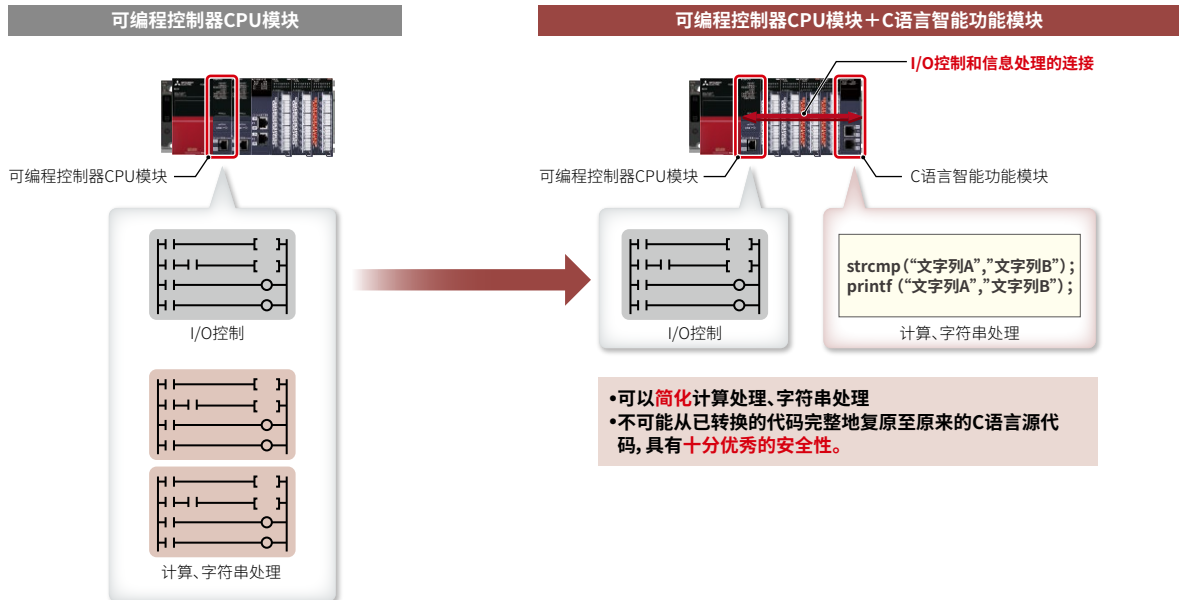 可编程控制器CPU模块
可编程控制器CPU模块
I/O控制
计算、字符串处理
可编程控制器CPU模块＋C语言智能功能模块
I/O控制和信息处理的连接
可编程控制器CPU模块
C语言智能功能模块
I/O控制
strcmp(“文字列A”,”文字列B”);
printf (“文字列A”,”文字列B”);
计算、字符串处理
•可以简化计算处理、字符串处理
•不可能从已转换的代码完整地复原至原来的C语言源代
码，具有十分优秀的安全性。